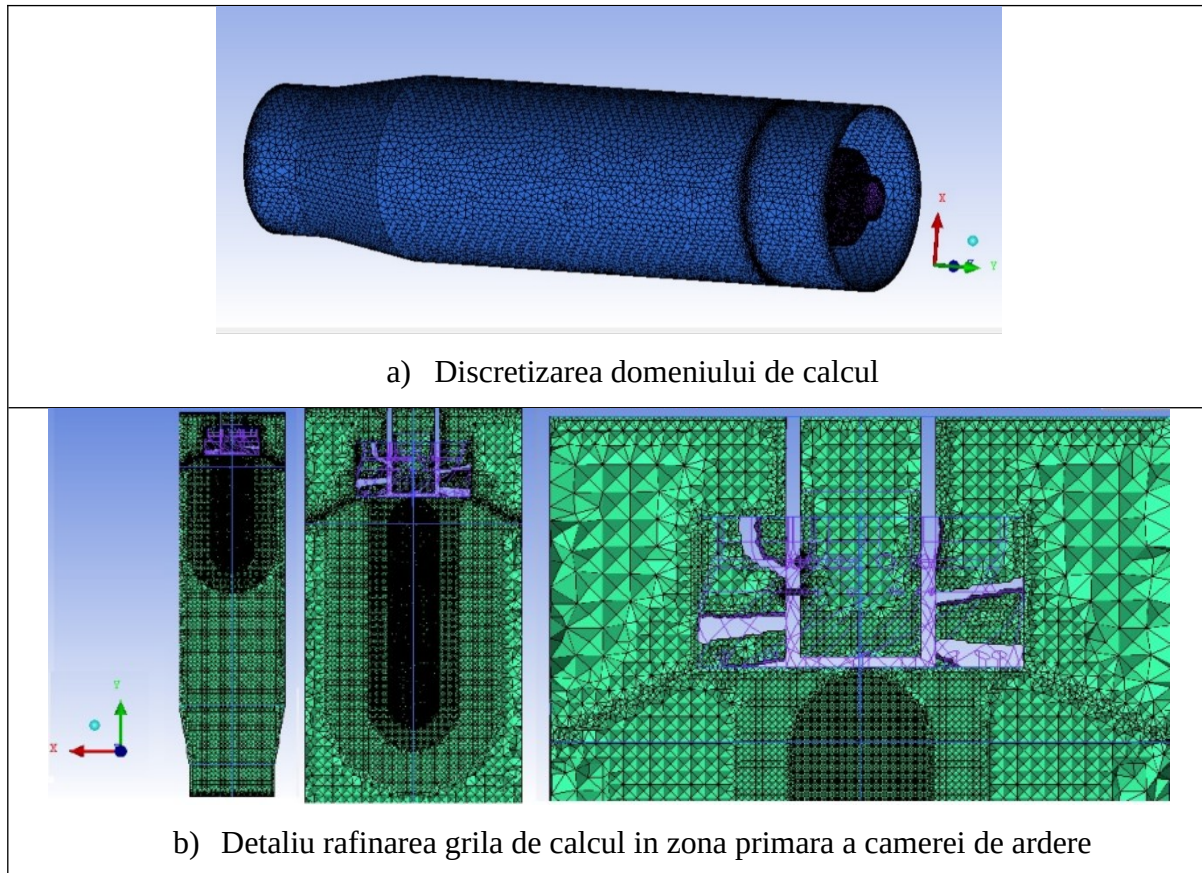 X
Y
Z
a) Discretizarea domeniului de calcul
Y
X
b) Detaliu rafinarea grila de calcul in zona primara a camerei de ardere